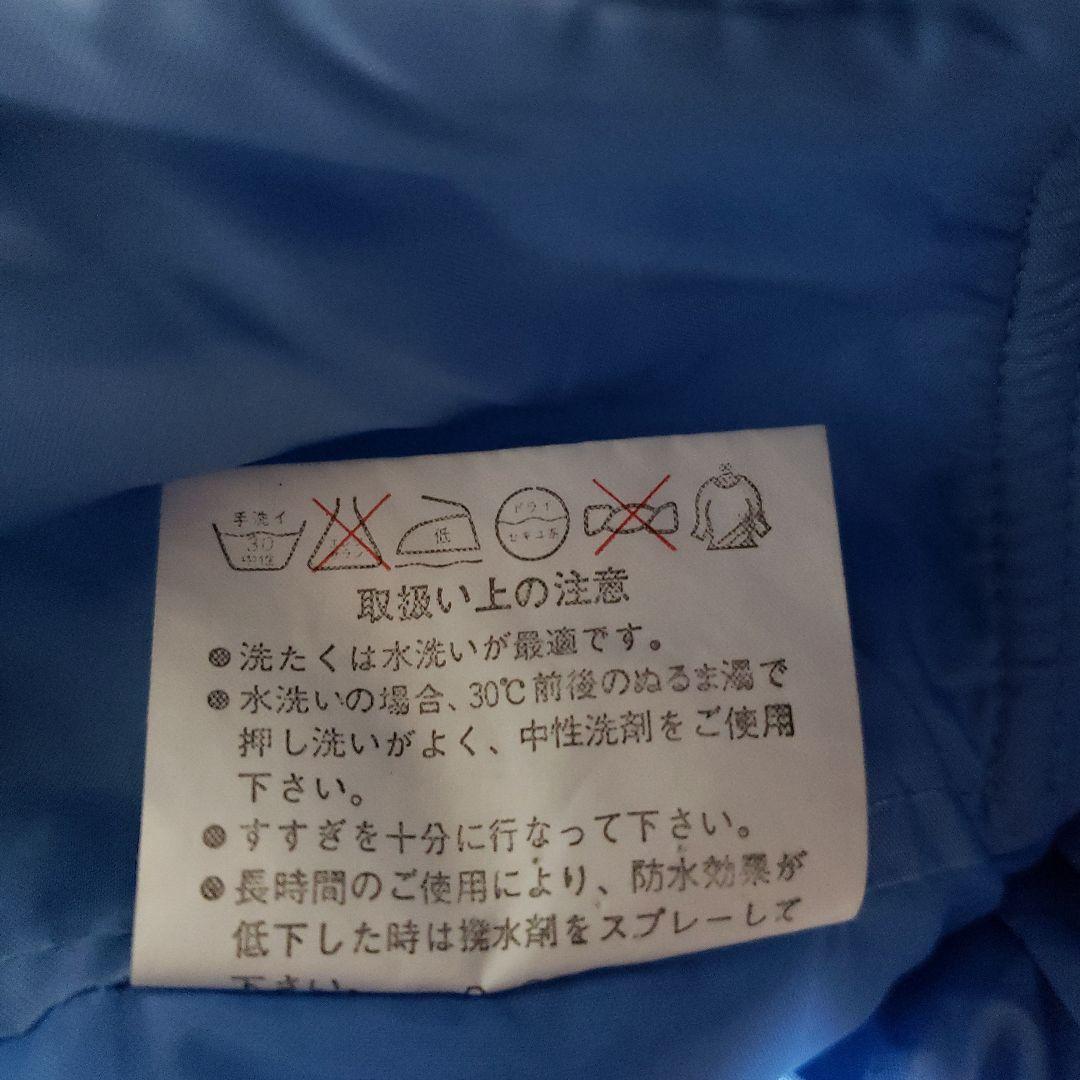 手洗イ 30 中性 低 ドライ セキユ系
取扱い上の注意
洗たくは水洗いが最適です。
水洗いの場合、30℃前後のぬるま湯で
押し洗いがよく、中性洗剤をご使用
下さい。
すすぎを十分に行なって下さい。
長時間のご使用により、防水効果が
低下した時は撥水剤をスプレーして
下さい。